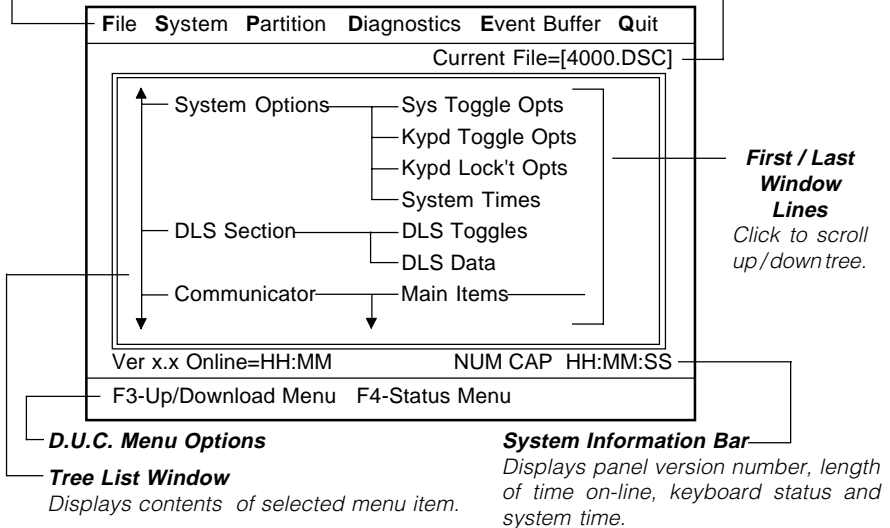 File System Partition Diagnostics Event Buffer Quit
Current File=[4000.DSC]
System Options Sys Toggle Opts
Kypd Toggle Opts
Kypd Lock't Opts
System Times
DLS Section DLS Toggles
DLS Data
Communicator Main Items
First / Last
Window
Lines
Click to scroll
up/down tree.
Ver x.x Online=HH:MM NUM CAP HH:MM:SS
F3-Up/Download Menu F4-Status Menu
D.U.C. Menu Options
Tree List Window
Displays contents of selected menu item.
System Information Bar
Displays panel version number, length
of time on-line, keyboard status and
system time.